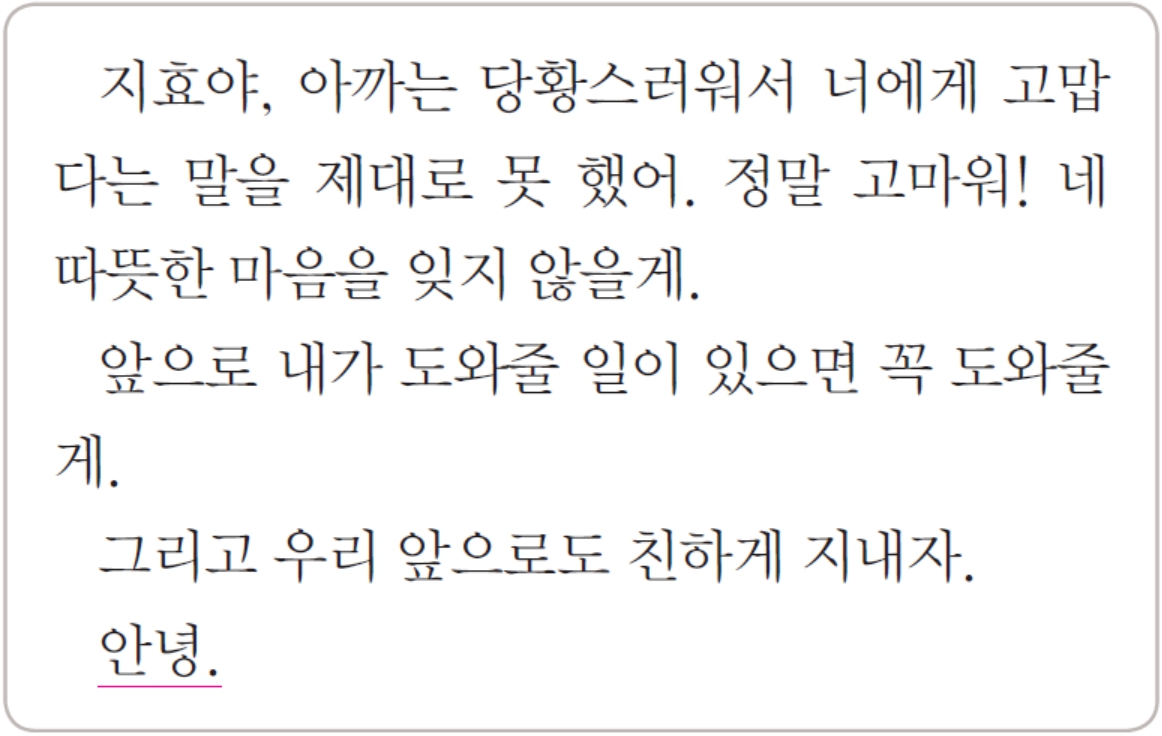 지효야, 아까는 당황스러워서 너에게 고맙
다는 말을 제대로 못 했어. 정말 고마워! 네
따뜻한 마음을 잊지 않을게.
앞으로 내가 도와줄 일이 있으면 꼭 도와줄
게.
그리고 우리 앞으로도 친하게 지내자.
안녕.